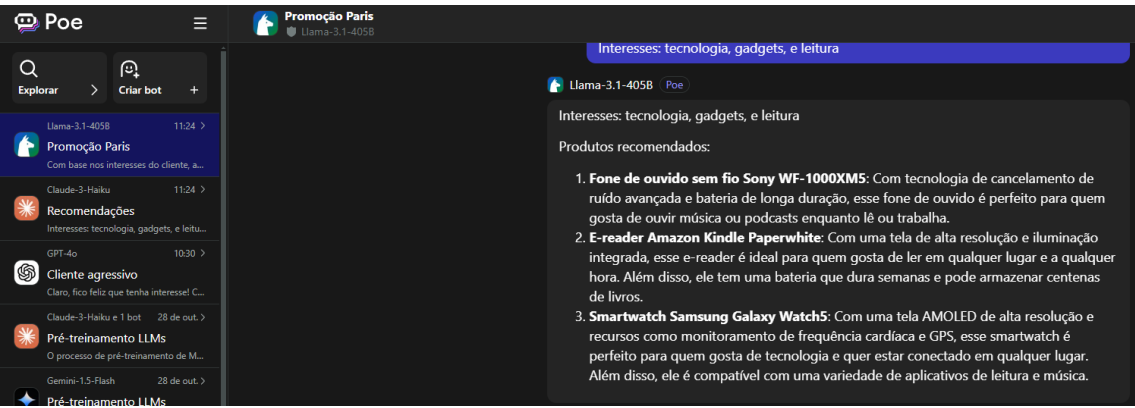 Poe
Explorar
Criar bot
Llama-3.1-405B 11:24
Promoção Paris
Com base nos interesses do cliente, a...
Claude-3-Haiku 11:24
Recomendações
Interesses: tecnologia, gadgets, e leitu...
GPT-4o 10:30
Cliente agressivo
Claro, fico feliz que tenha interesse! C...
Claude-3-Haiku e 1 bot 28 de out.
Pré-treinamento LLMs
O processo de pré-treinamento de M...
Gemini-1.5-Flash 28 de out.
Pré-treinamento LLMs
Promoção Paris
Llama-3.1-405B
Interesses: tecnologia, gadgets, e leitura
Llama-3.1-405B Poe
Interesses: tecnologia, gadgets, e leitura
Produtos recomendados:
1. Fone de ouvido sem fio Sony WF-1000XM5: Com tecnologia de cancelamento de
ruído avançada e bateria de longa duração, esse fone de ouvido é perfeito para quem
gosta de ouvir música ou podcasts enquanto lê ou trabalha.
2. E-reader Amazon Kindle Paperwhite: Com uma tela de alta resolução e iluminação
integrada, esse e-reader é ideal para quem gosta de ler em qualquer lugar e a qualquer
hora. Além disso, ele tem uma bateria que dura semanas e pode armazenar centenas
de livros.
3. Smartwatch Samsung Galaxy Watch5: Com uma tela AMOLED de alta resolução e
recursos como monitoramento de frequência cardíaca e GPS, esse smartwatch é
perfeito para quem gosta de tecnologia e quer estar conectado em qualquer lugar.
Além disso, ele é compatível com uma variedade de aplicativos de leitura e música.